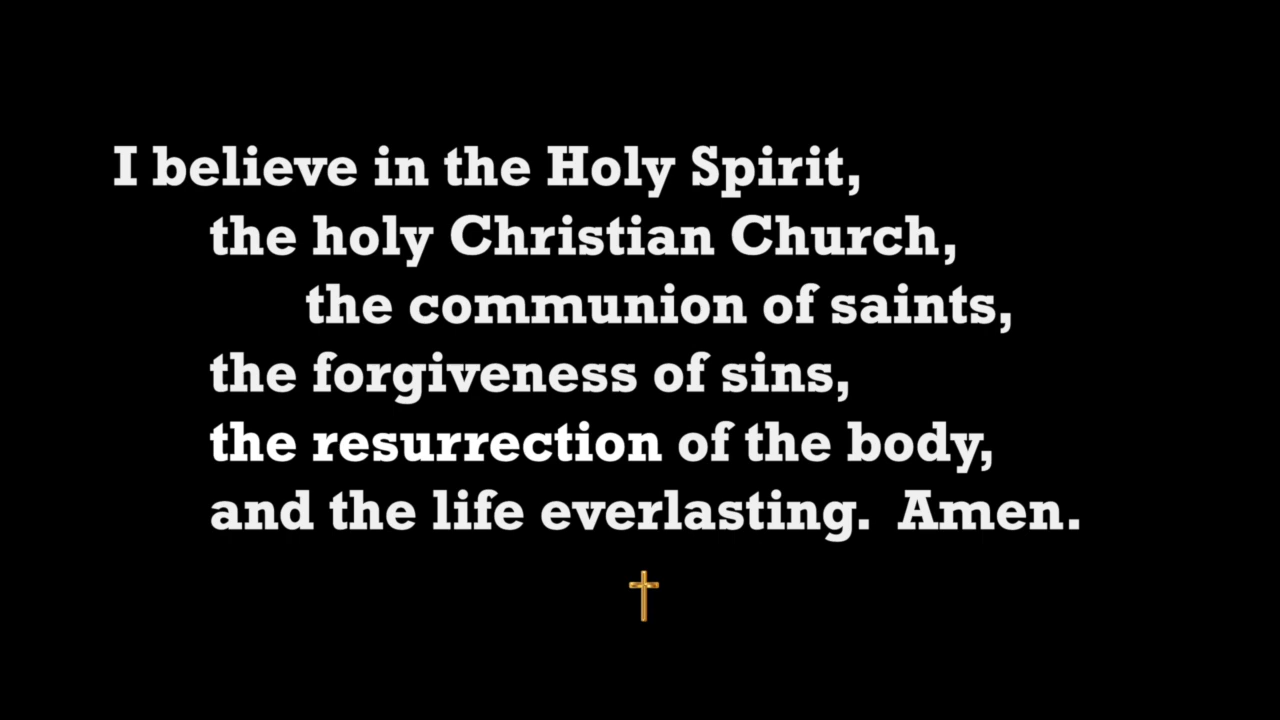 I believe in the Holy Spirit,
the holy Christian Church,
the communion of saints,
the forgiveness of sins,
the resurrection of the body,
and the life everlasting.  Amen.